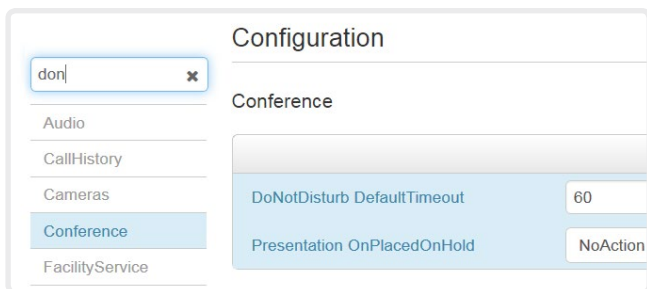 Configuration
don
Conference
Audio
CallHistory
Cameras
DoNotDisturb DefaultTimeout 60
Conference
Presentation OnPlacedOnHold NoAction
FacilityService